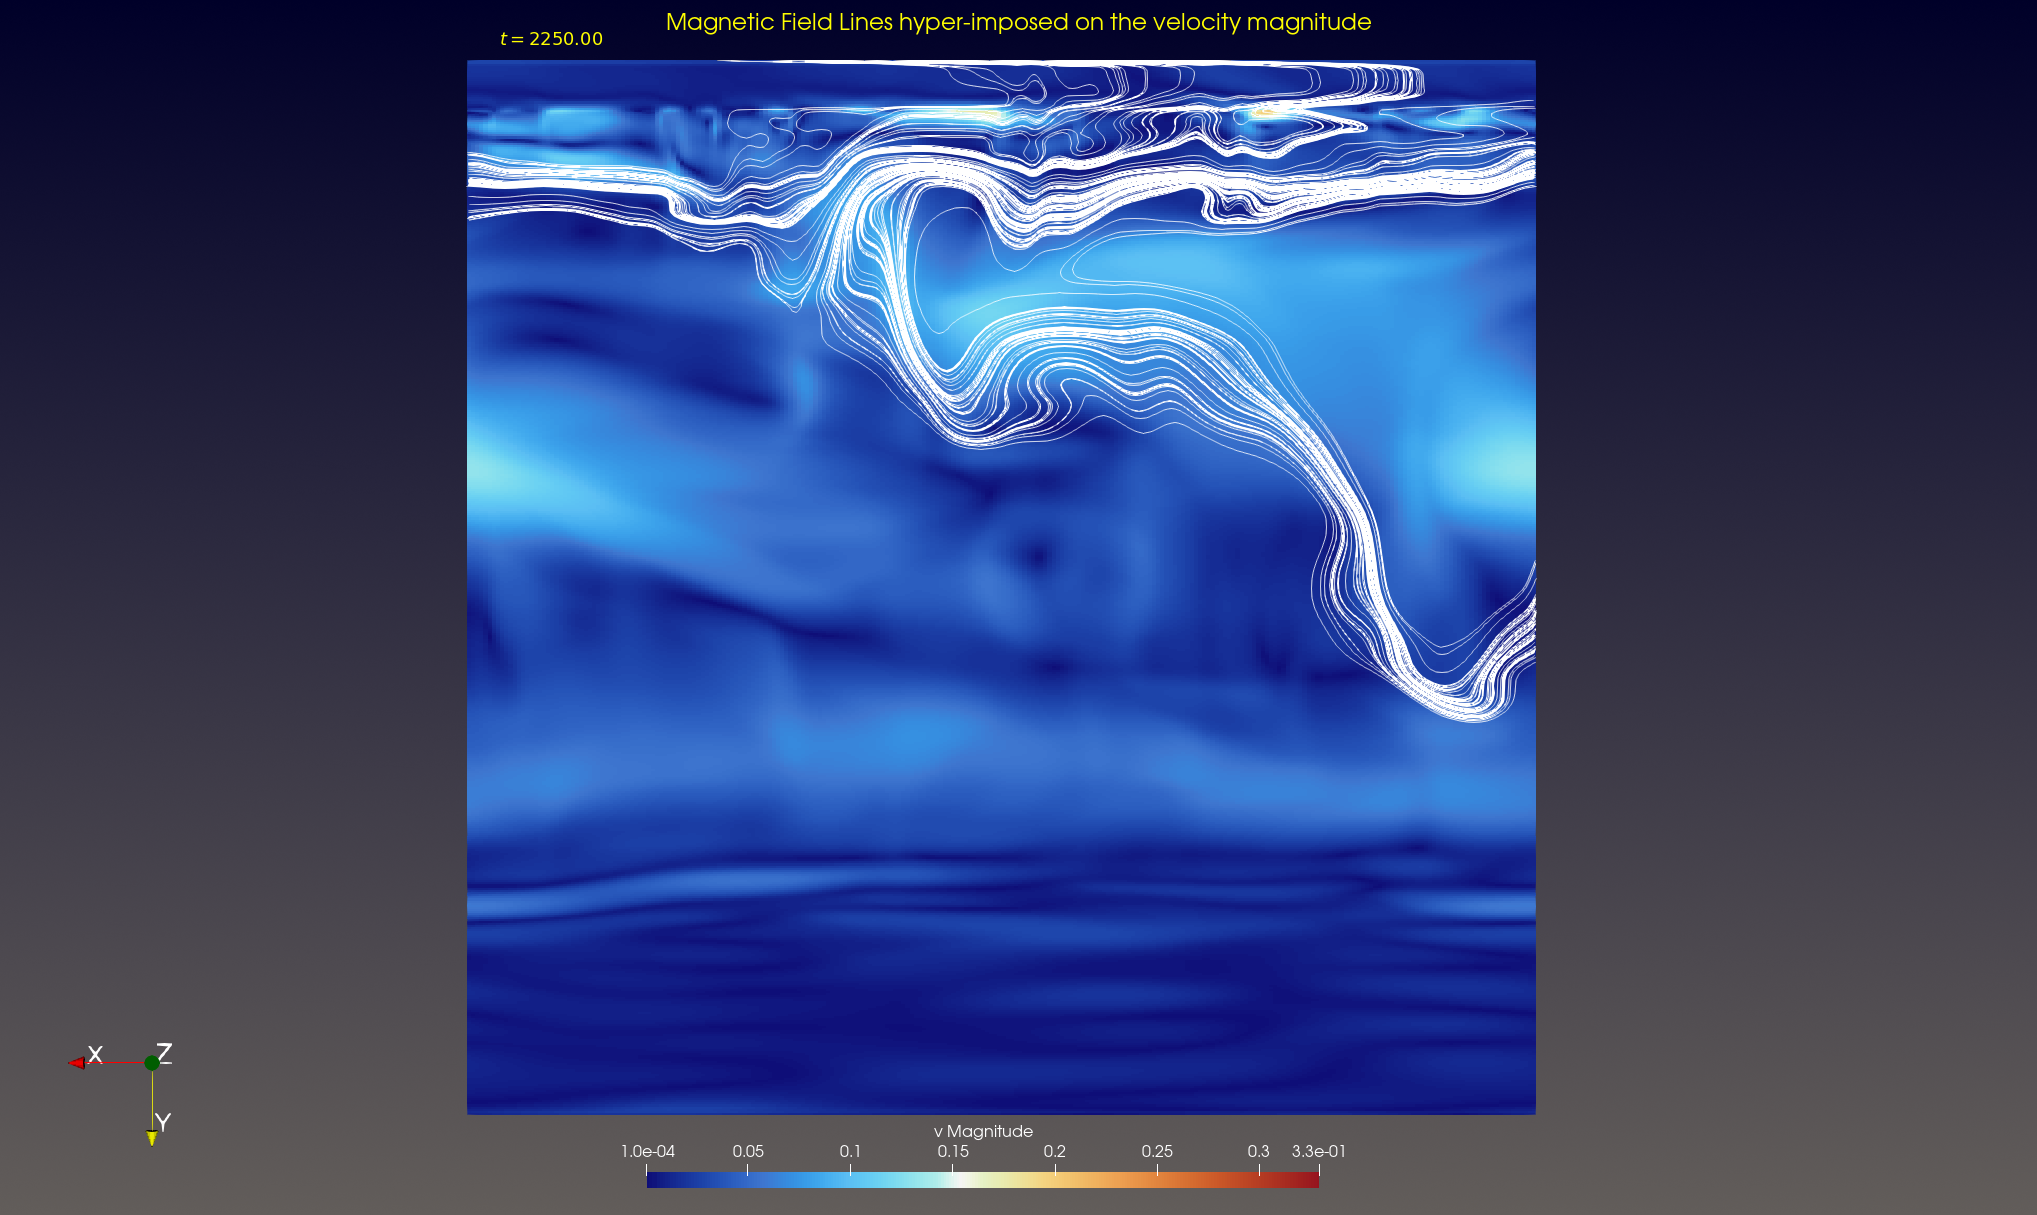 Magnetic Field Lines hyper-imposed on the velocity magnitude
t = 2250.00
X
Z
Y
v Magnitude
1.0e-04 0.05 0.1 0.15 0.2 0.25 0.3 3.3e-01